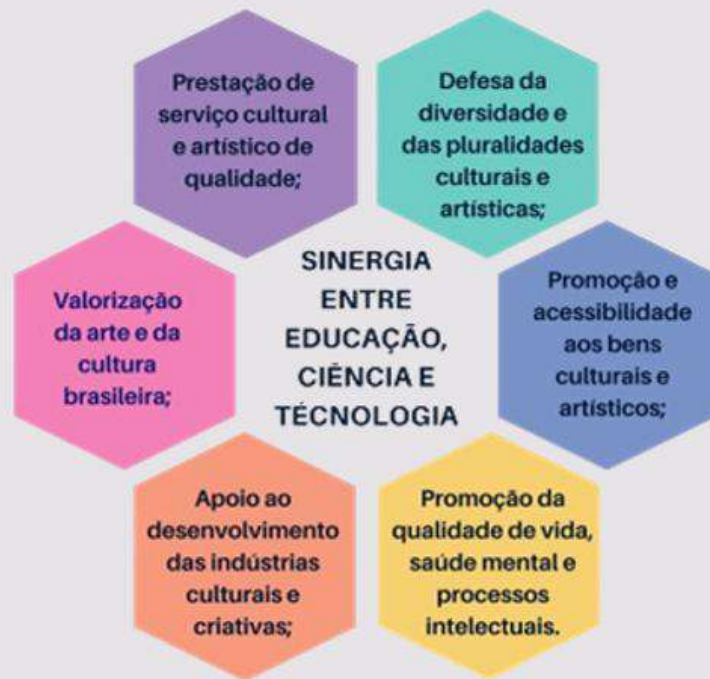 Prestação de
serviço cultural
e artístico de
qualidade;
Defesa da
diversidade e
das pluralidades
culturais e
artísticas;
Valorização
da arte e da
cultura
brasileira;
SINERGIA
ENTRE
EDUCAÇÃO,
CIÊNCIA E
TÉCNOLOGIA
Promoção e
acessibilidade
aos bens
culturais e
artísticos;
Apoio ao
desenvolvimento
das indústrias
culturais e
criativas;
Promoção da
qualidade de vida,
saúde mental e
processos
intelectuais.